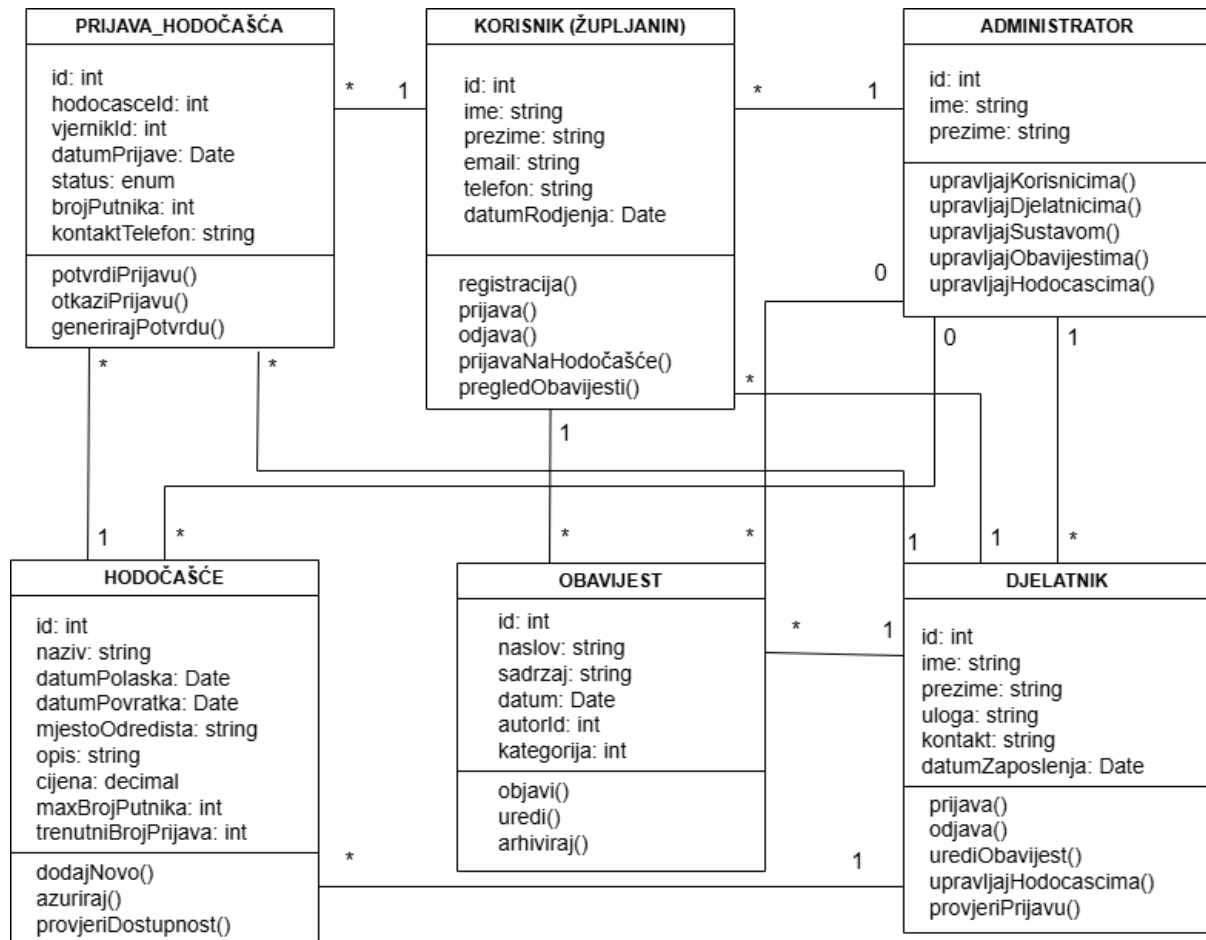 PRIJAVA_HODOČAŠĆA
id: int
hodocasceId: int
vjernikId: int
datumPrijave: Date
status: enum
brojPutnika: int
kontaktTelefon: string
potvrdiPrijavu()
otkaziPrijavu()
generirajPotvrdu()
*
1
KORISNIK (ŽUPLJANIN)
id: int
ime: string
prezime: string
email: string
telefon: string
datumRodjenja: Date
registracija()
prijava()
odjava()
prijavaNaHodočašće()
pregledObavijesti()
*
1
ADMINISTRATOR
id: int
ime: string
prezime: string
upravljajKorisnicima()
upravljajDjelatnicima()
upravljajSustavom()
upravljajObavijestima()
upravljajHodocascima()
0
*
*
0
1
*
1
1
*
*
*
1
1
*
HODOČAŠĆE
id: int
naziv: string
datumPolaska: Date
datumPovratka: Date
mjestoOdredista: string
opis: string
cijena: decimal
maxBrojPutnika: int
trenutniBrojPrijava: int
dodajNovo()
azuriraj()
provjeriDostupnost()
OBAVIJEST
id: int
naslov: string
sadrzaj: string
datum: Date
autorId: int
kategorija: int
objavi()
uredi()
arhiviraj()
*
1
*
1
DJELATNIK
id: int
ime: string
prezime: string
uloga: string
kontakt: string
datumZaposlenja: Date
prijava()
odjava()
urediObavijest()
upravljajHodocascima()
provjeriPrijavu()